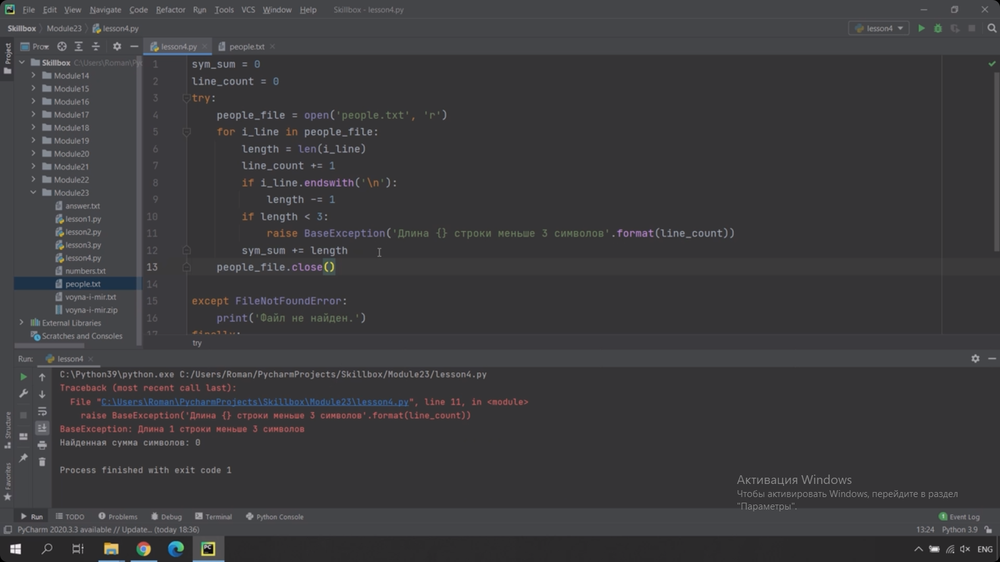 File Edit View Navigate Code Refactor Run Tools VCS Window Help Skillbox - lesson4.py
Skillbox Module23 lesson4.py
lesson4
Project
lesson4.py
people.txt
Skillbox C:\Users\Roman\Pyc
Module14
Module15
Module16
Module17
Module18
Module19
Module20
Module21
Module22
Module23
answer.txt
lesson1.py
lesson2.py
lesson3.py
lesson4.py
numbers.txt
people.txt
voyna-i-mir.txt
voyna-i-mir.zip
External Libraries
Scratches and Consoles
1 sym_sum = 0
2 line_count = 0
3 try:
4 people_file = open('people.txt', 'r')
5 for i_line in people_file:
6 length = len(i_line)
7 line_count += 1
8 if i_line.endswith('\n'):
9 length -= 1
10 if length < 3:
11 raise BaseException('Длина {} строки меньше 3 символов'.format(line_count))
12 sym_sum += length
13 people_file.close()
14
15 except FileNotFoundError:
16 print('Файл не найден.')
17 finally:
try
Run: lesson4
C:\Python39\python.exe C:/Users/Roman/PycharmProjects/Skillbox/Module23/lesson4.py
Traceback (most recent call last):
File "C:\Users\Roman\PycharmProjects\Skillbox\Module23\lesson4.py", line 11, in <module>
raise BaseException('Длина {} строки меньше 3 символов'.format(line_count))
BaseException: Длина 1 строки меньше 3 символов
Найденная сумма символов: 0
Process finished with exit code 1
Structure
Favorites
Активация Windows
Чтобы активировать Windows, перейдите в раздел
"Параметры".
Run TODO Problems Debug Terminal Python Console
1 Event Log
PyCharm 2020.3.3 available // Update... (today 18:36)
13:24 Python 3.9
PC
ENG